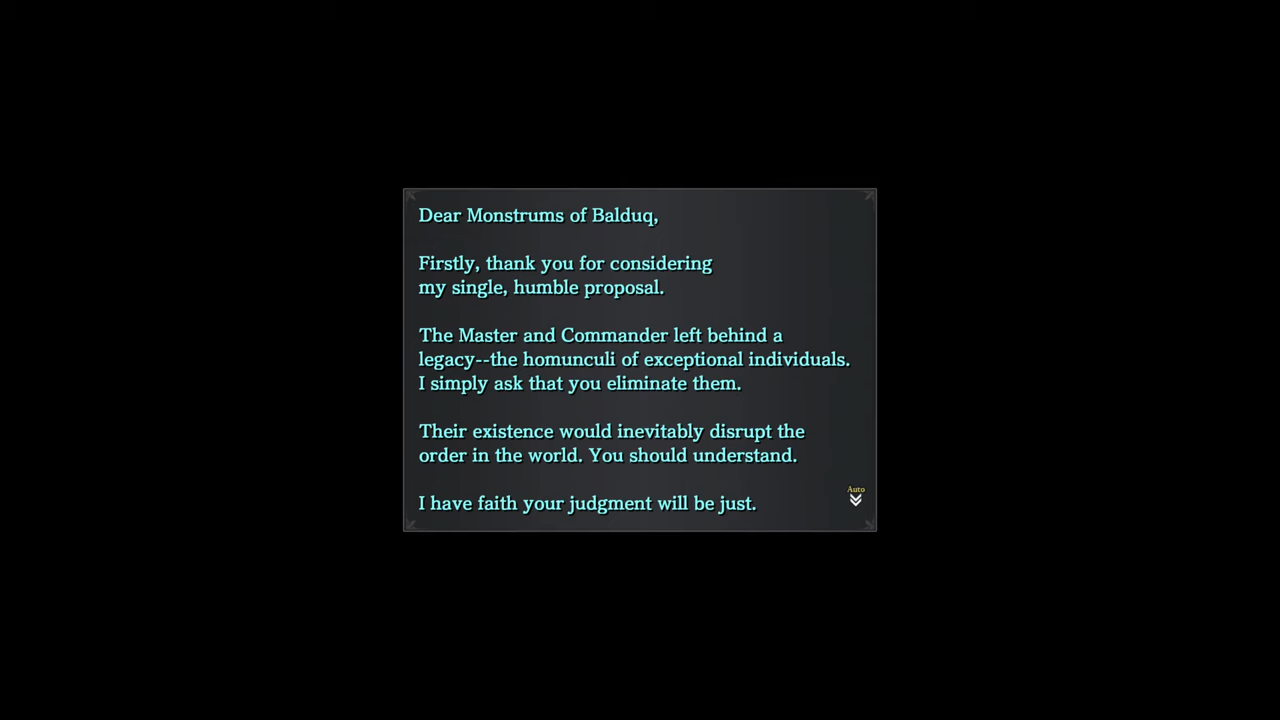 Dear Monstrums of Balduq,
Firstly, thank you for considering
my single, humble proposal.
The Master and Commander left behind a
legacy--the homunculi of exceptional individuals.
I simply ask that you eliminate them.
Their existence would inevitably disrupt the
order in the world. You should understand.
I have faith your judgment will be just.
Auto